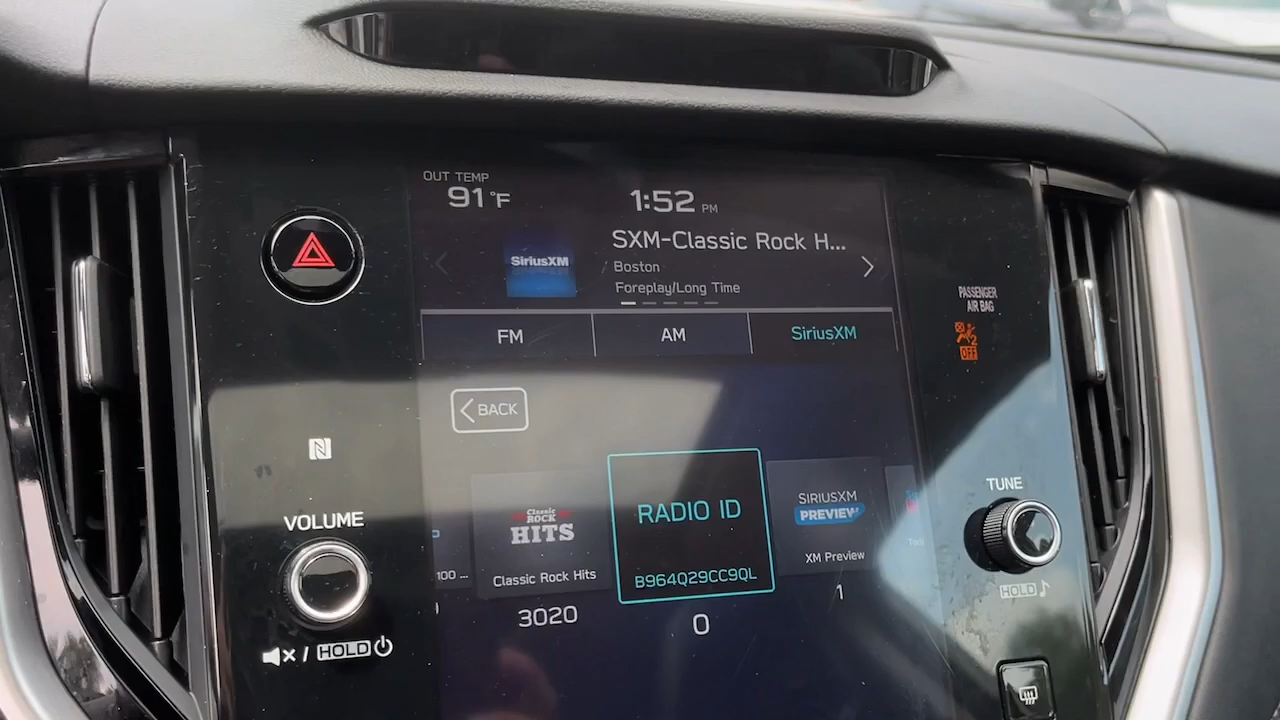 OUT TEMP
91°F
1:52 PM
SiriusXM
SXM-Classic Rock H...
Boston
Foreplay/Long Time
FM
AM
SiriusXM
PASSENGER
AIR BAG
2
OFF
BACK
N
VOLUME
HOLD
100 ...
Classic
ROCK
HITS
Classic Rock Hits
3020
RADIO ID
B964Q29CC9QL
0
SIRIUSXM
PREVIEW
XM Preview
1
TUNE
HOLD